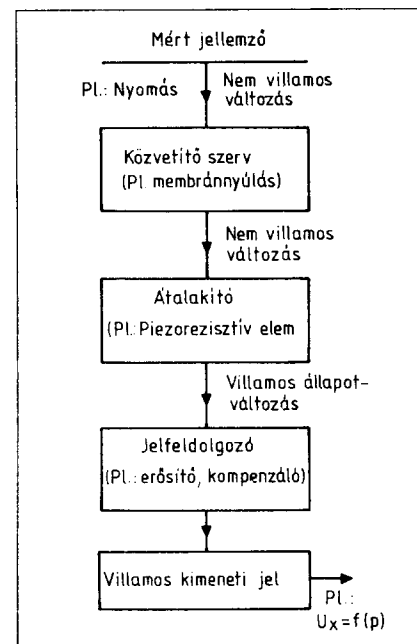 Mért jellemző
Pl.: Nyomás
Nem villamos
változás
Közvetítő szerv
(Pl. membránnyúlás)
Nem villamos
változás
Átalakító
(Pl.: Piezorezisztív elem
Villamos állapot-
változás
Jelfeldolgozó
(Pl.: erősítő, kompenzáló)
Villamos kimeneti jel
Pl.:
Ux=f(p)